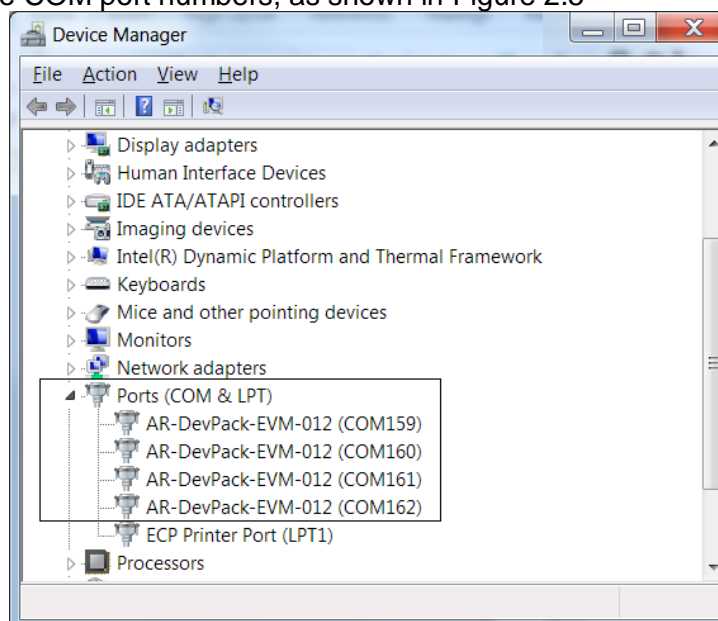 e COM port numbers, as shown in Figure 2.3
Device Manager
File Action View Help
Display adapters
Human Interface Devices
IDE ATA/ATAPI controllers
Imaging devices
Intel(R) Dynamic Platform and Thermal Framework
Keyboards
Mice and other pointing devices
Monitors
Network adapters
Ports (COM & LPT)
AR-DevPack-EVM-012 (COM159)
AR-DevPack-EVM-012 (COM160)
AR-DevPack-EVM-012 (COM161)
AR-DevPack-EVM-012 (COM162)
ECP Printer Port (LPT1)
Processors